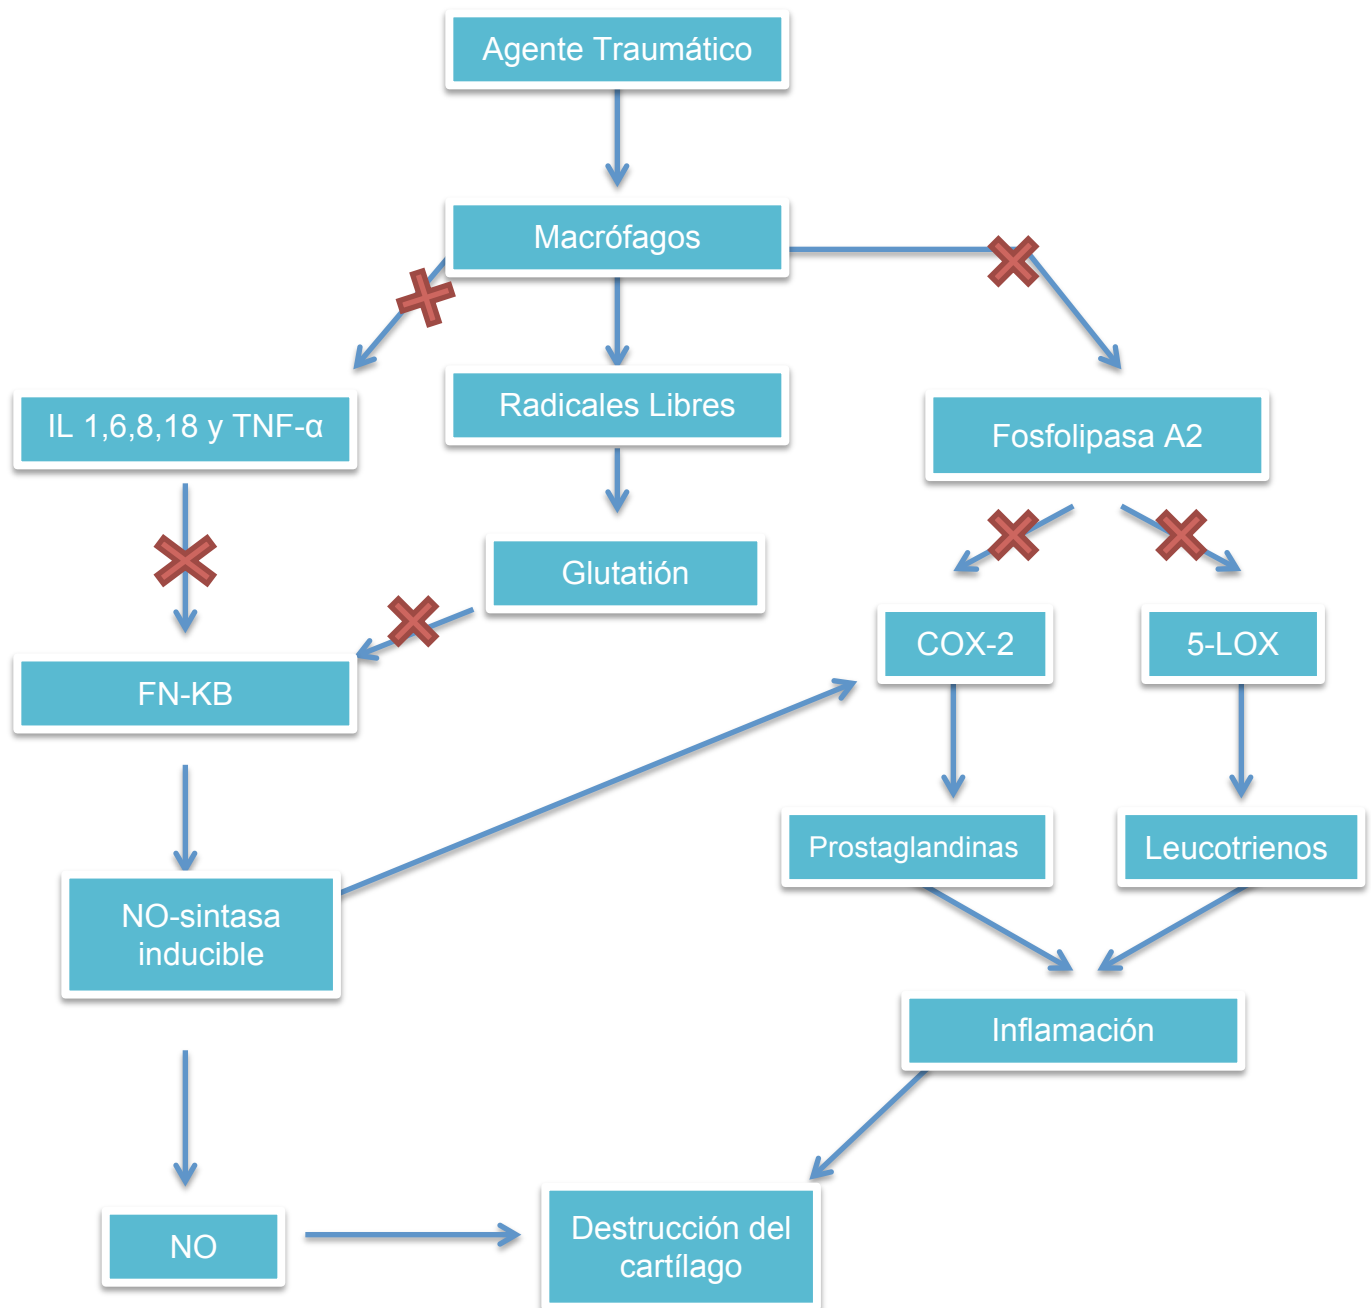 Agente Traumático
Macrófagos
IL 1,6,8,18 y TNF-α
Radicales Libres
Fosfolipasa A2
Glutatión
FN-KB
COX-2
5-LOX
Prostaglandinas
Leucotrienos
NO-sintasa
inducible
Inflamación
NO
Destrucción del
cartílago